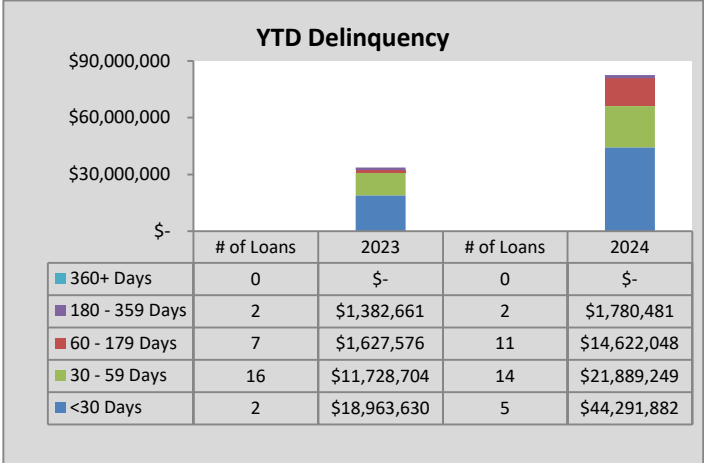 YTD Delinquency
$90,000,000
$60,000,000
$30,000,000
$-
# of Loans 2023 # of Loans 2024
360+ Days 0 $- 0 $-
180 - 359 Days 2 $1,382,661 2 $1,780,481
60 - 179 Days 7 $1,627,576 11 $14,622,048
30 - 59 Days 16 $11,728,704 14 $21,889,249
<30 Days 2 $18,963,630 5 $44,291,882